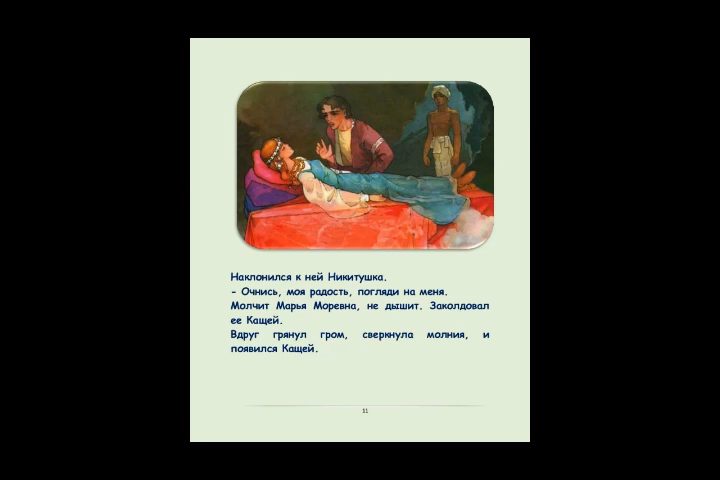 Наклонился к ней Никитушка.
- Очнись, моя радость, погляди на меня.
Молчит Марья Моревна, не дышит. Заколдовал
ее Кащей.
Вдруг грянул гром, сверкнула молния, и
появился Кащей.
11